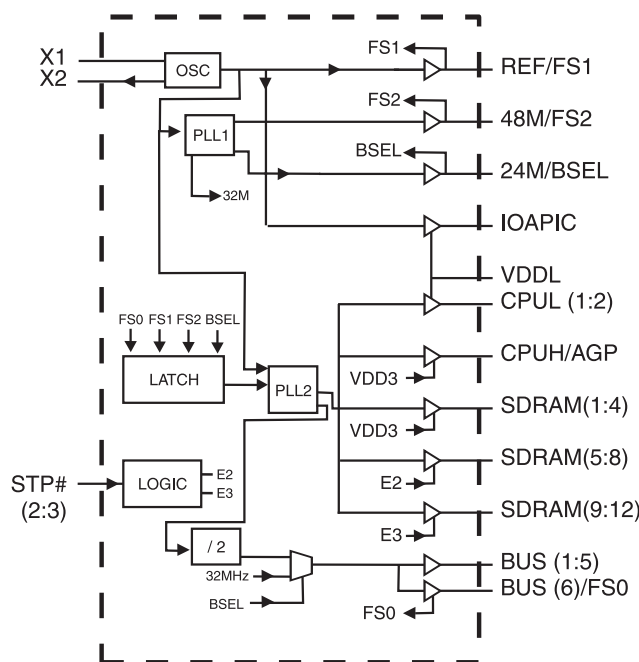 X1
X2
OSC
FS1
REF/FS1
FS2
48M/FS2
PLL1
BSEL
24M/BSEL
32M
IOAPIC
VDDL
CPUL (1:2)
FS0 FS1 FS2 BSEL
LATCH
PLL2
CPUH/AGP
VDD3
SDRAM(1:4)
VDD3
STP#
(2:3)
LOGIC
E2
E3
SDRAM(5:8)
E2
SDRAM(9:12)
E3
/ 2
32MHz
BSEL
BUS (1:5)
BUS (6)/FS0
FS0